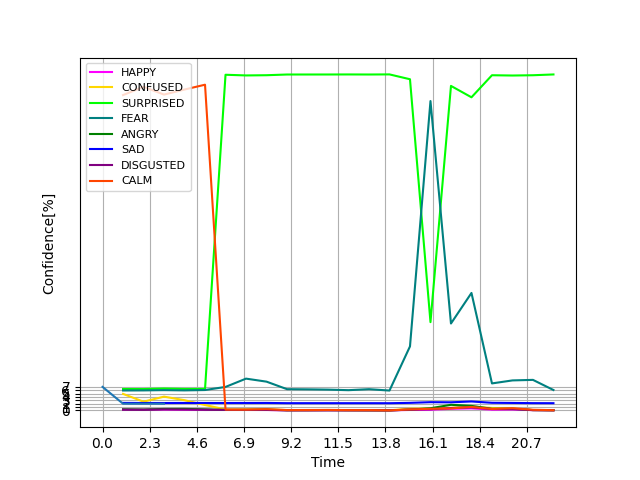 HAPPY
CONFUSED
SURPRISED
FEAR
ANGRY
SAD
DISGUSTED
CALM
Confidence[%]
0.0 2.3 4.6 6.9 9.2 11.5 13.8 16.1 18.4 20.7
Time